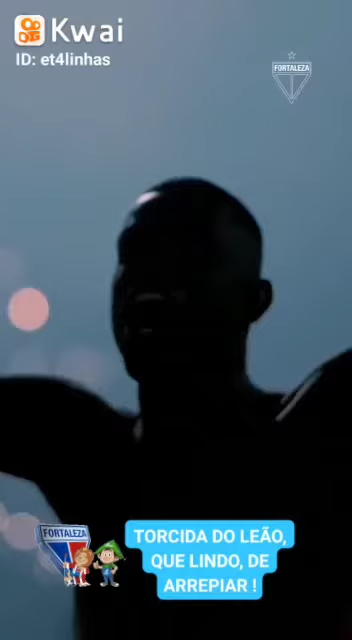 Kwai
ID: et4linhas
FORTALEZA
FORTALEZA
TORCIDA DO LEÃO,
QUE LINDO, DE
ARREPIAR !